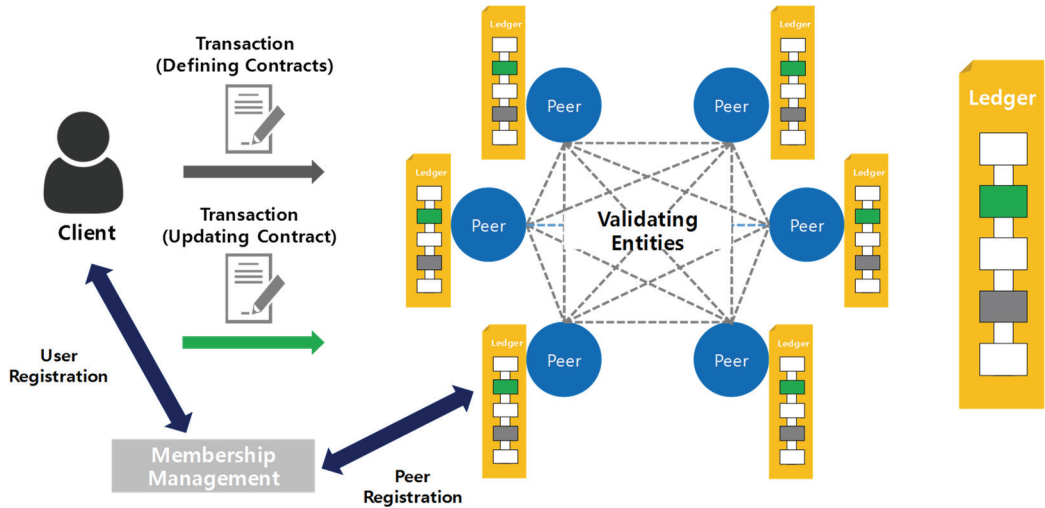 Transaction
(Defining Contracts)
Client
Transaction
(Updating Contract)
User
Registration
Membership
Management
Peer
Registration
Ledger
Peer
Ledger
Peer
Ledger
Peer
Validating
Entities
Peer
Ledger
Ledger
Peer
Peer
Ledger
Ledger